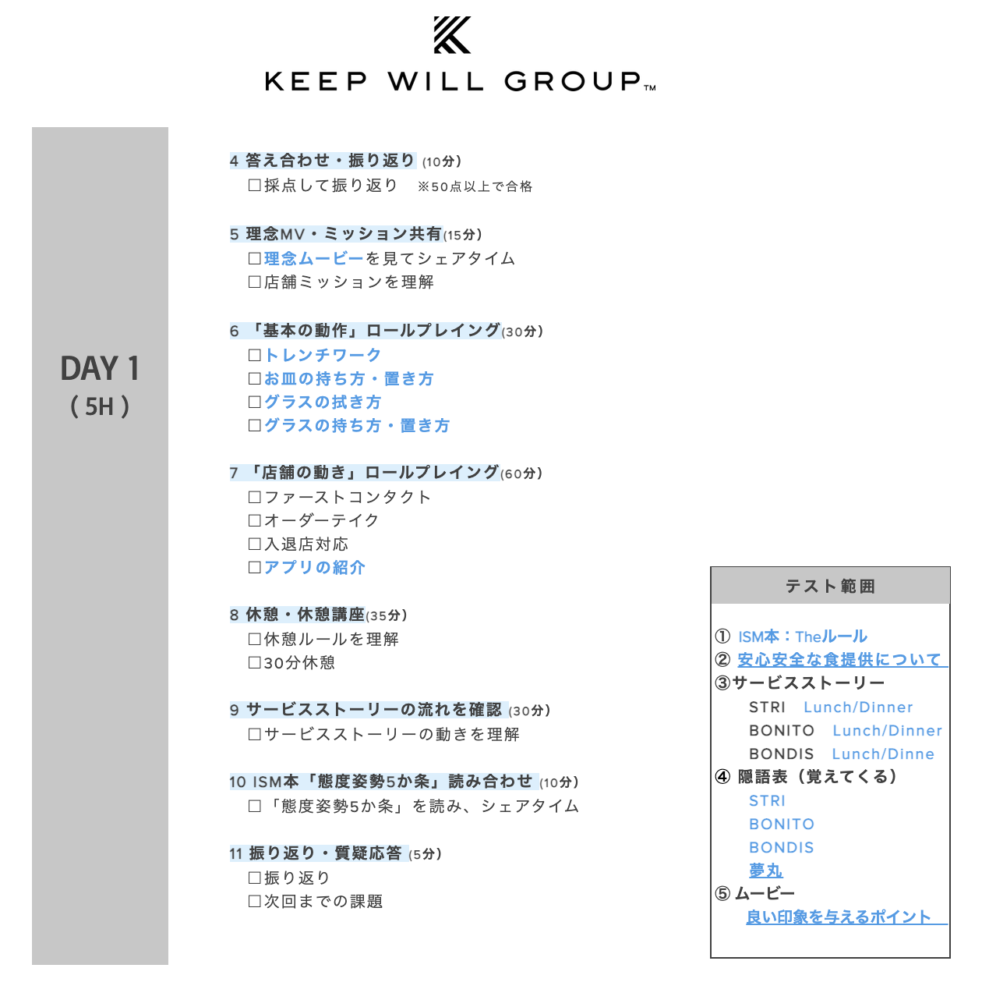 KEEP WILL GROUP™
DAY 1
( 5H )
4 答え合わせ・振り返り (10分)
□採点して振り返り ※50点以上で合格
5 理念MV・ミッション共有(15分)
□理念ムービーを見てシェアタイム
□店舗ミッションを理解
6 「基本の動作」ロールプレイング(30分)
□トレンチワーク
□お皿の持ち方・置き方
□グラスの拭き方
□グラスの持ち方・置き方
7 「店舗の動き」ロールプレイング(60分)
□ファーストコンタクト
□オーダーテイク
□入退店対応
□アプリの紹介
8 休憩・休憩講座(35分)
□休憩ルールを理解
□30分休憩
9 サービスストーリーの流れを確認 (30分)
□サービスストーリーの動きを理解
10 ISM本「態度姿勢5か条」読み合わせ (10分)
□「態度姿勢5か条」を読み、シェアタイム
11 振り返り・質疑応答 (5分)
□振り返り
□次回までの課題
テスト範囲
① ISM本：Theルール
② 安心安全な食提供について
③サービスストーリー
STRI Lunch/Dinner
BONITO Lunch/Dinner
BONDIS Lunch/Dinne
④ 隠語表（覚えてくる）
STRI
BONITO
BONDIS
夢丸
⑤ ムービー
良い印象を与えるポイント